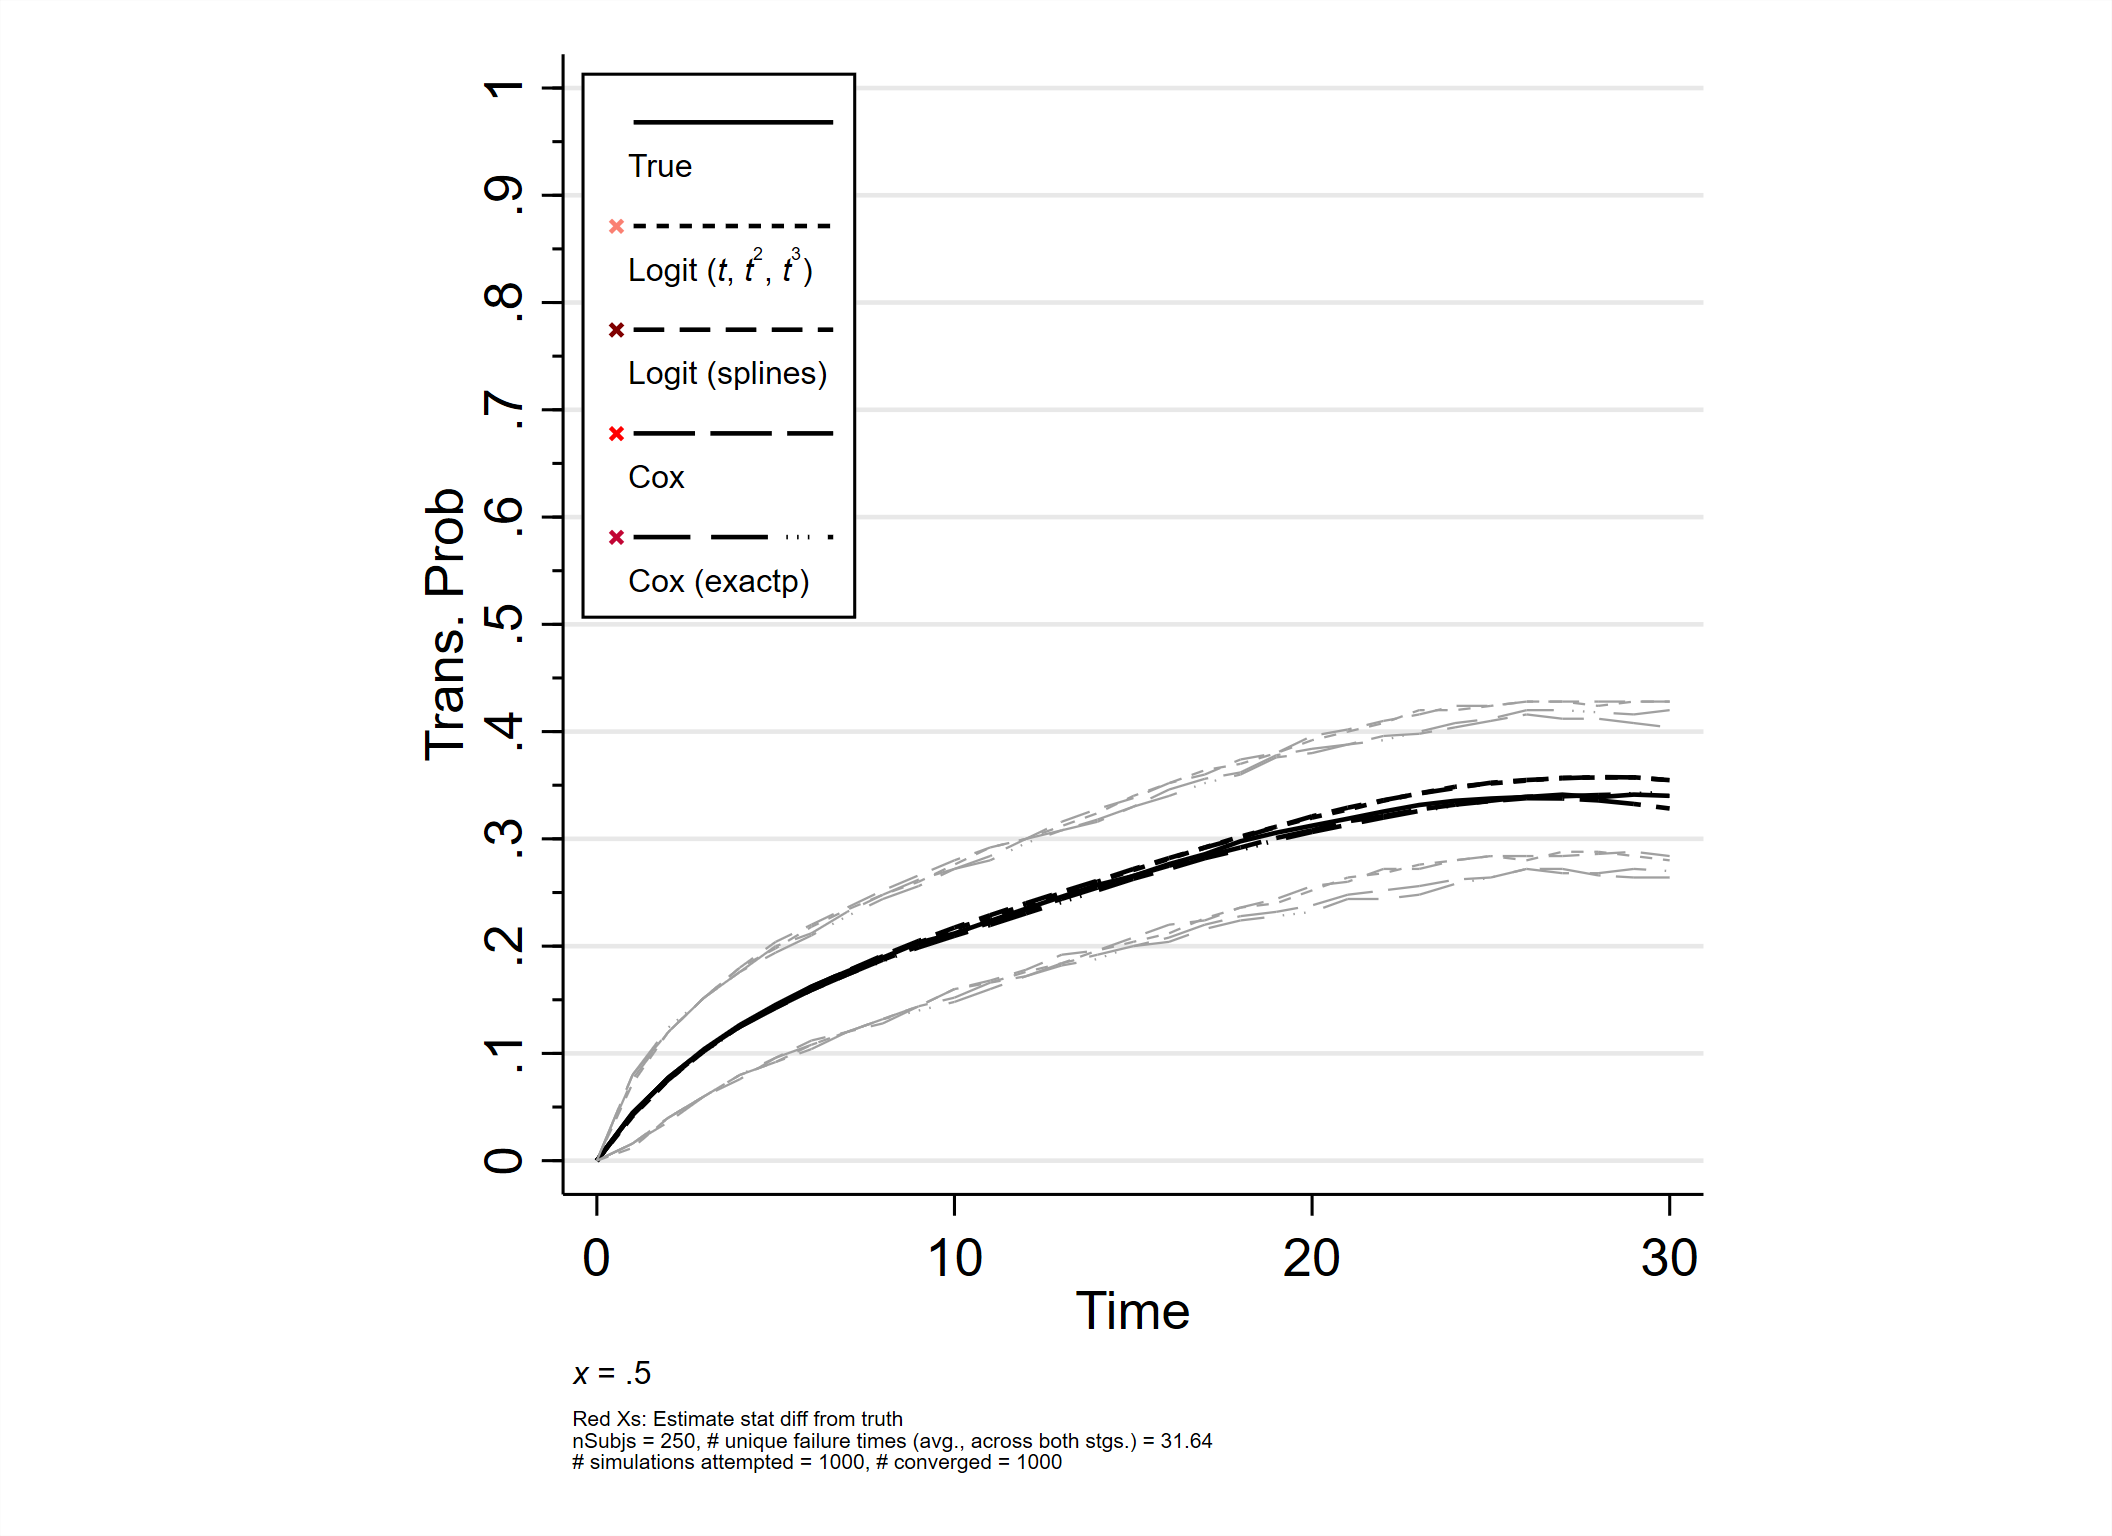 1
.9
.8
.7
.6
.5
.4
.3
.2
.1
0
Trans. Prob
True
Logit (t, t², t³)
Logit (splines)
Cox
Cox (exactp)
0 10 20 30
Time
x = .5
Red Xs: Estimate stat diff from truth
nSubjs = 250, # unique failure times (avg., across both stgs.) = 31.64
# simulations attempted = 1000, # converged = 1000